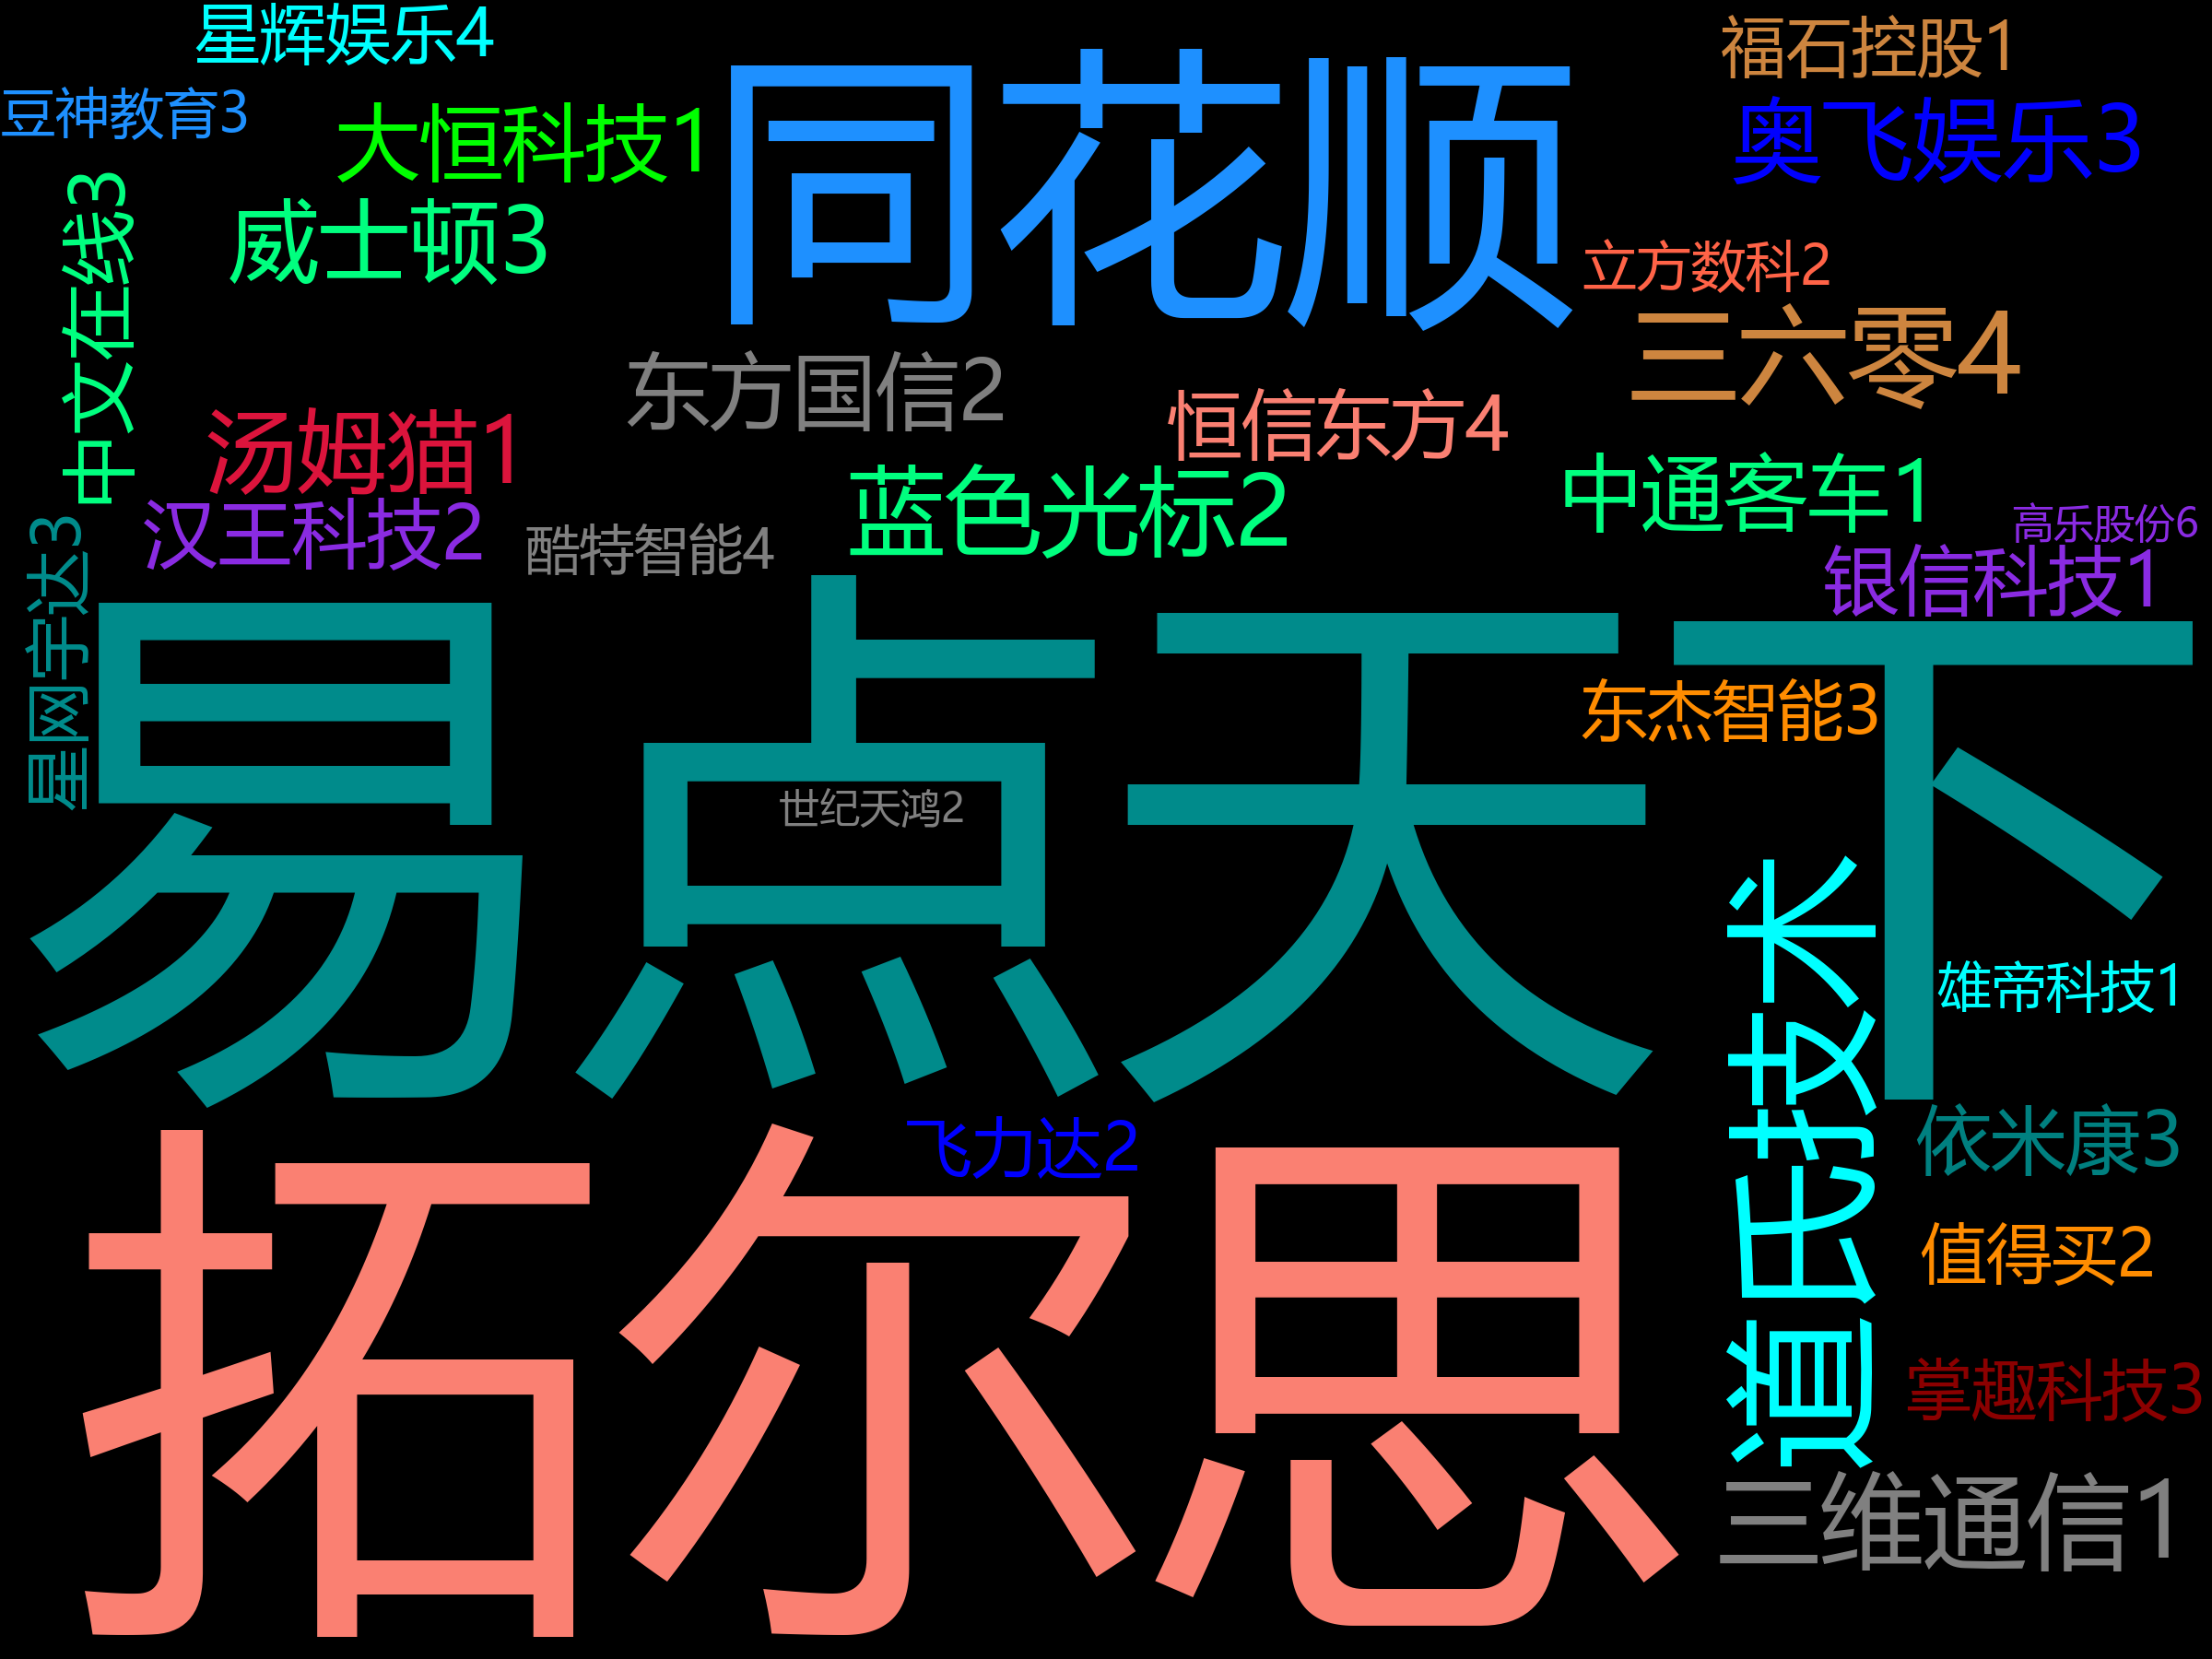 星辉娱乐4
福石控股1
同花顺
豆神教育3
大恒科技1
奥飞娱乐3
中文在线3
威士顿3
立方数科2
三六零4
东方国信2
恒信东方4
汤姆猫1
蓝色光标2
中通客车1
汉王科技2
酷特智能4
高乐股份6
银信科技1
星网宇达3
易点天下
东杰智能3
世纪天鸿2
道氏技术
雄帝科技1
飞力达2
依米康3
拓尔思
值得买2
掌趣科技3
三维通信1